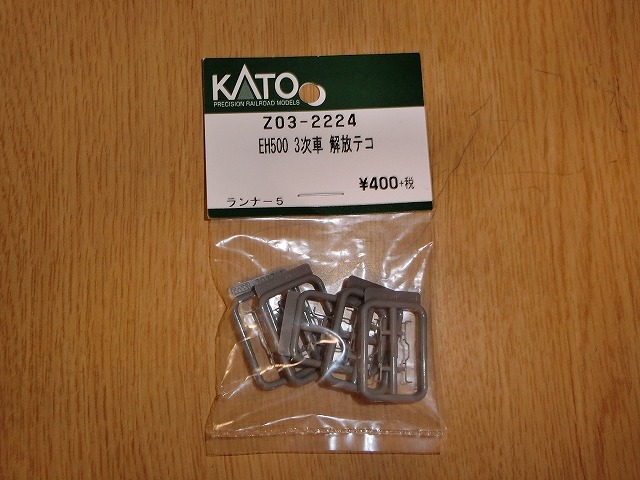 KATO
PRECISION RAILROAD MODELS
Z03-2224
EH500 3次車 解放テコ
¥400+税
ランナー5